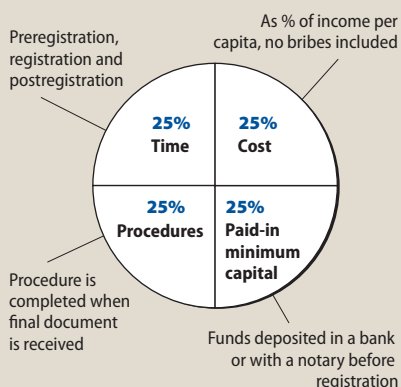 Preregistration,
registration and
postregistration
As % of income per
capita, no bribes included
25%
Time
25%
Cost
25%
Procedures
25%
Paid-in
minimum
capital
Procedure is
completed when
final document
is received
Funds deposited in a bank
or with a notary before
registration